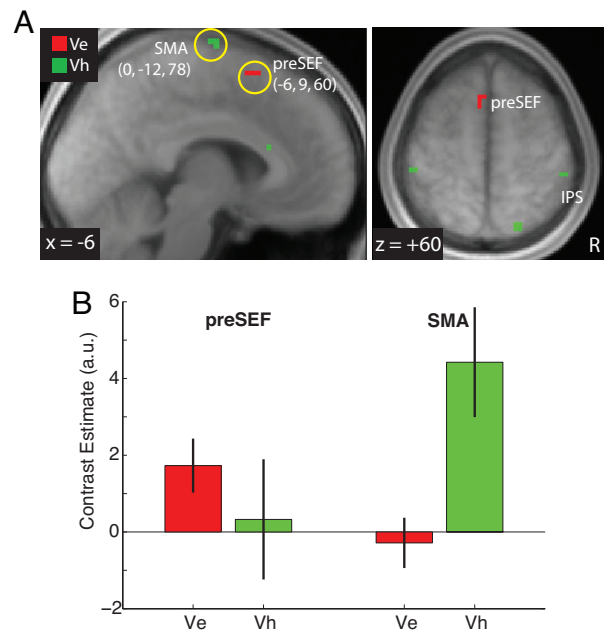 A
Ve
Vh
SMA
(0, -12, 78)
preSEF
(-6, 9, 60)
x = -6
preSEF
IPS
z = +60
R
B
preSEF
SMA
Contrast Estimate (a.u.)
6
4
2
0
−2
Ve
Vh
Ve
Vh